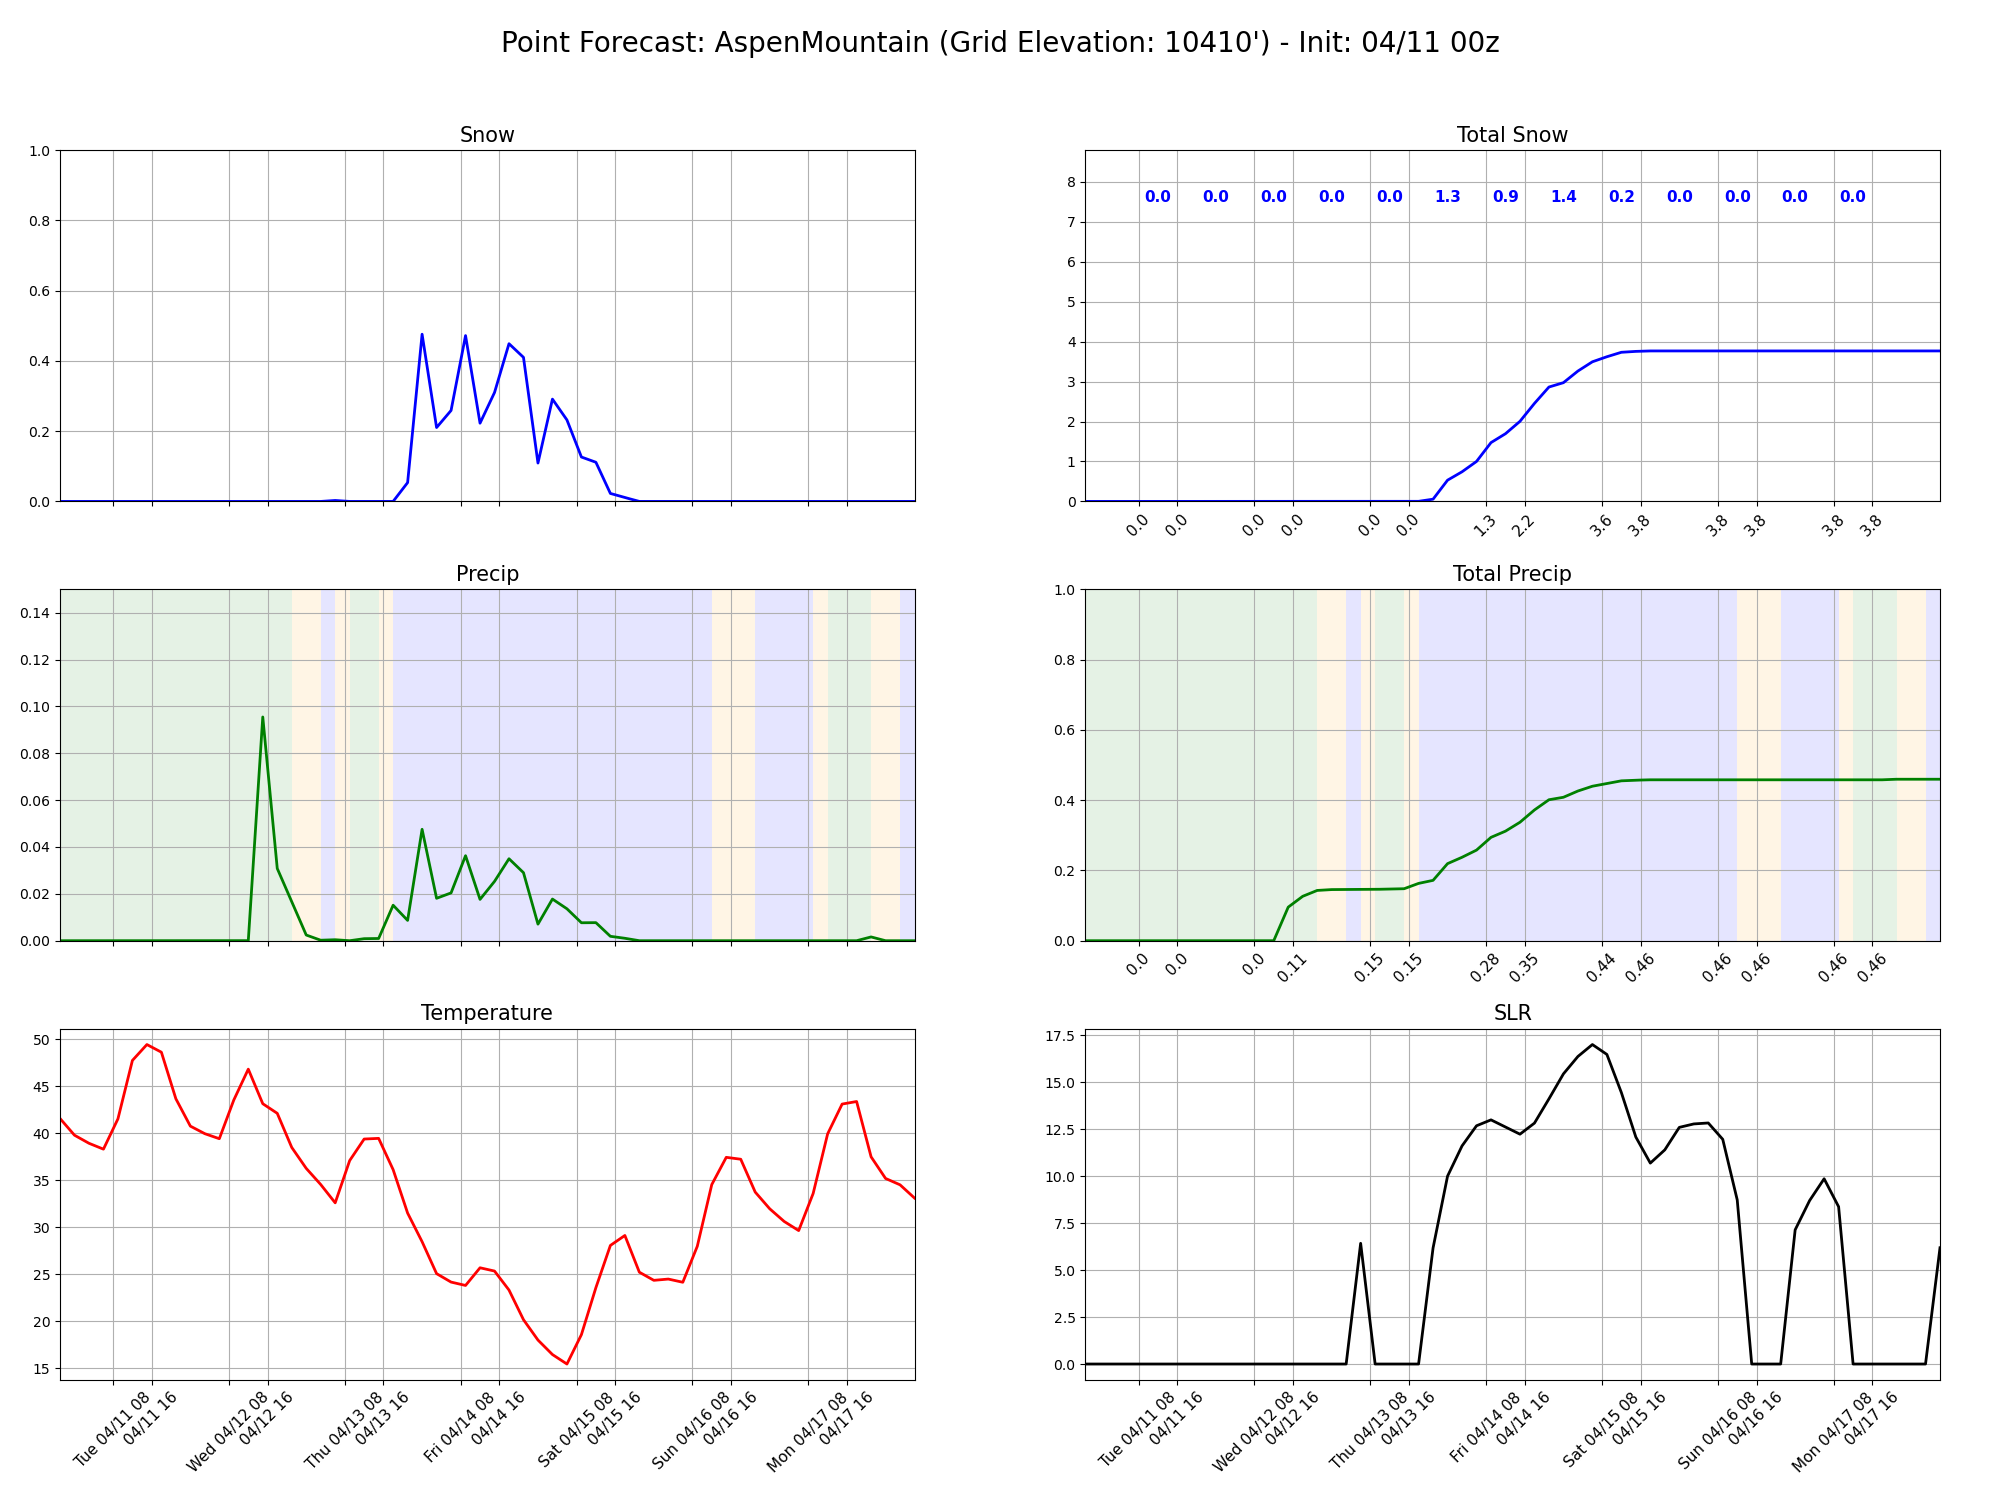 Point Forecast: AspenMountain (Grid Elevation: 10410') - Init: 04/11 00z
Snow
1.0
0.8
0.6
0.4
0.2
0.0
Total Snow
8
7
6
5
4
3
2
1
0
0.0 0.0 0.0 0.0 0.0 1.3 0.9 1.4 0.2 0.0 0.0 0.0 0.0
0.0 0.0 0.0 0.0 0.0 0.0 1.3 2.2 3.6 3.8 3.8 3.8 3.8 3.8
Precip
0.14
0.12
0.10
0.08
0.06
0.04
0.02
0.00
Total Precip
1.0
0.8
0.6
0.4
0.2
0.0
0.0 0.0 0.0 0.11 0.15 0.15 0.28 0.35 0.44 0.46 0.46 0.46 0.46 0.46
Temperature
50
45
40
35
30
25
20
15
Tue 04/11 08
04/11 16
Wed 04/12 08
04/12 16
Thu 04/13 08
04/13 16
Fri 04/14 08
04/14 16
Sat 04/15 08
04/15 16
Sun 04/16 08
04/16 16
Mon 04/17 08
04/17 16
SLR
17.5
15.0
12.5
10.0
7.5
5.0
2.5
0.0
Tue 04/11 08
04/11 16
Wed 04/12 08
04/12 16
Thu 04/13 08
04/13 16
Fri 04/14 08
04/14 16
Sat 04/15 08
04/15 16
Sun 04/16 08
04/16 16
Mon 04/17 08
04/17 16